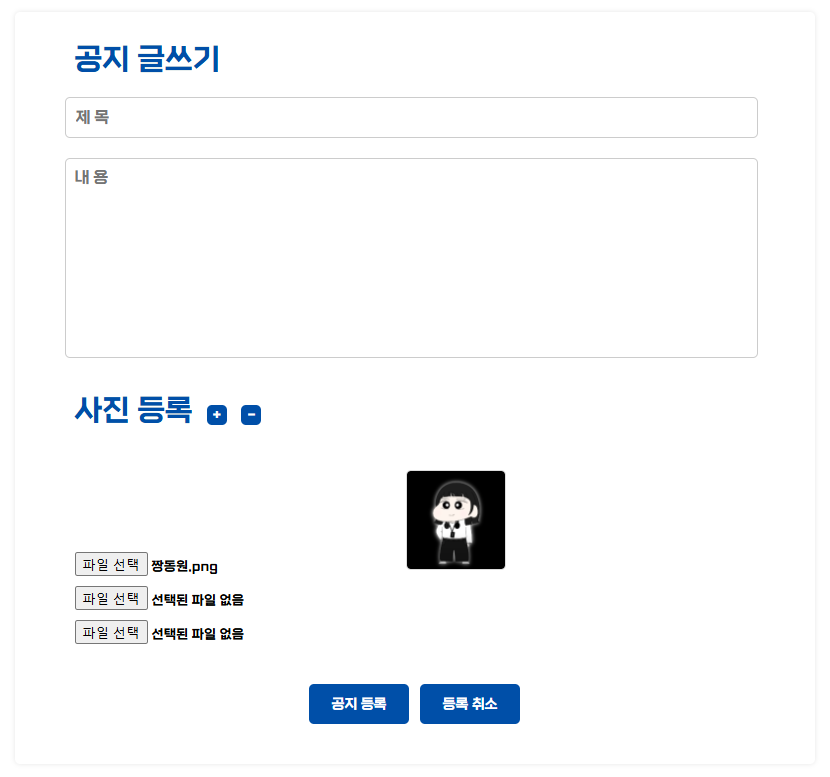 공지 글쓰기
제 목
내 용
사진 등록 + -
파일 선택 짱동원.png
파일 선택 선택된 파일 없음
파일 선택 선택된 파일 없음
공지 등록 등록 취소